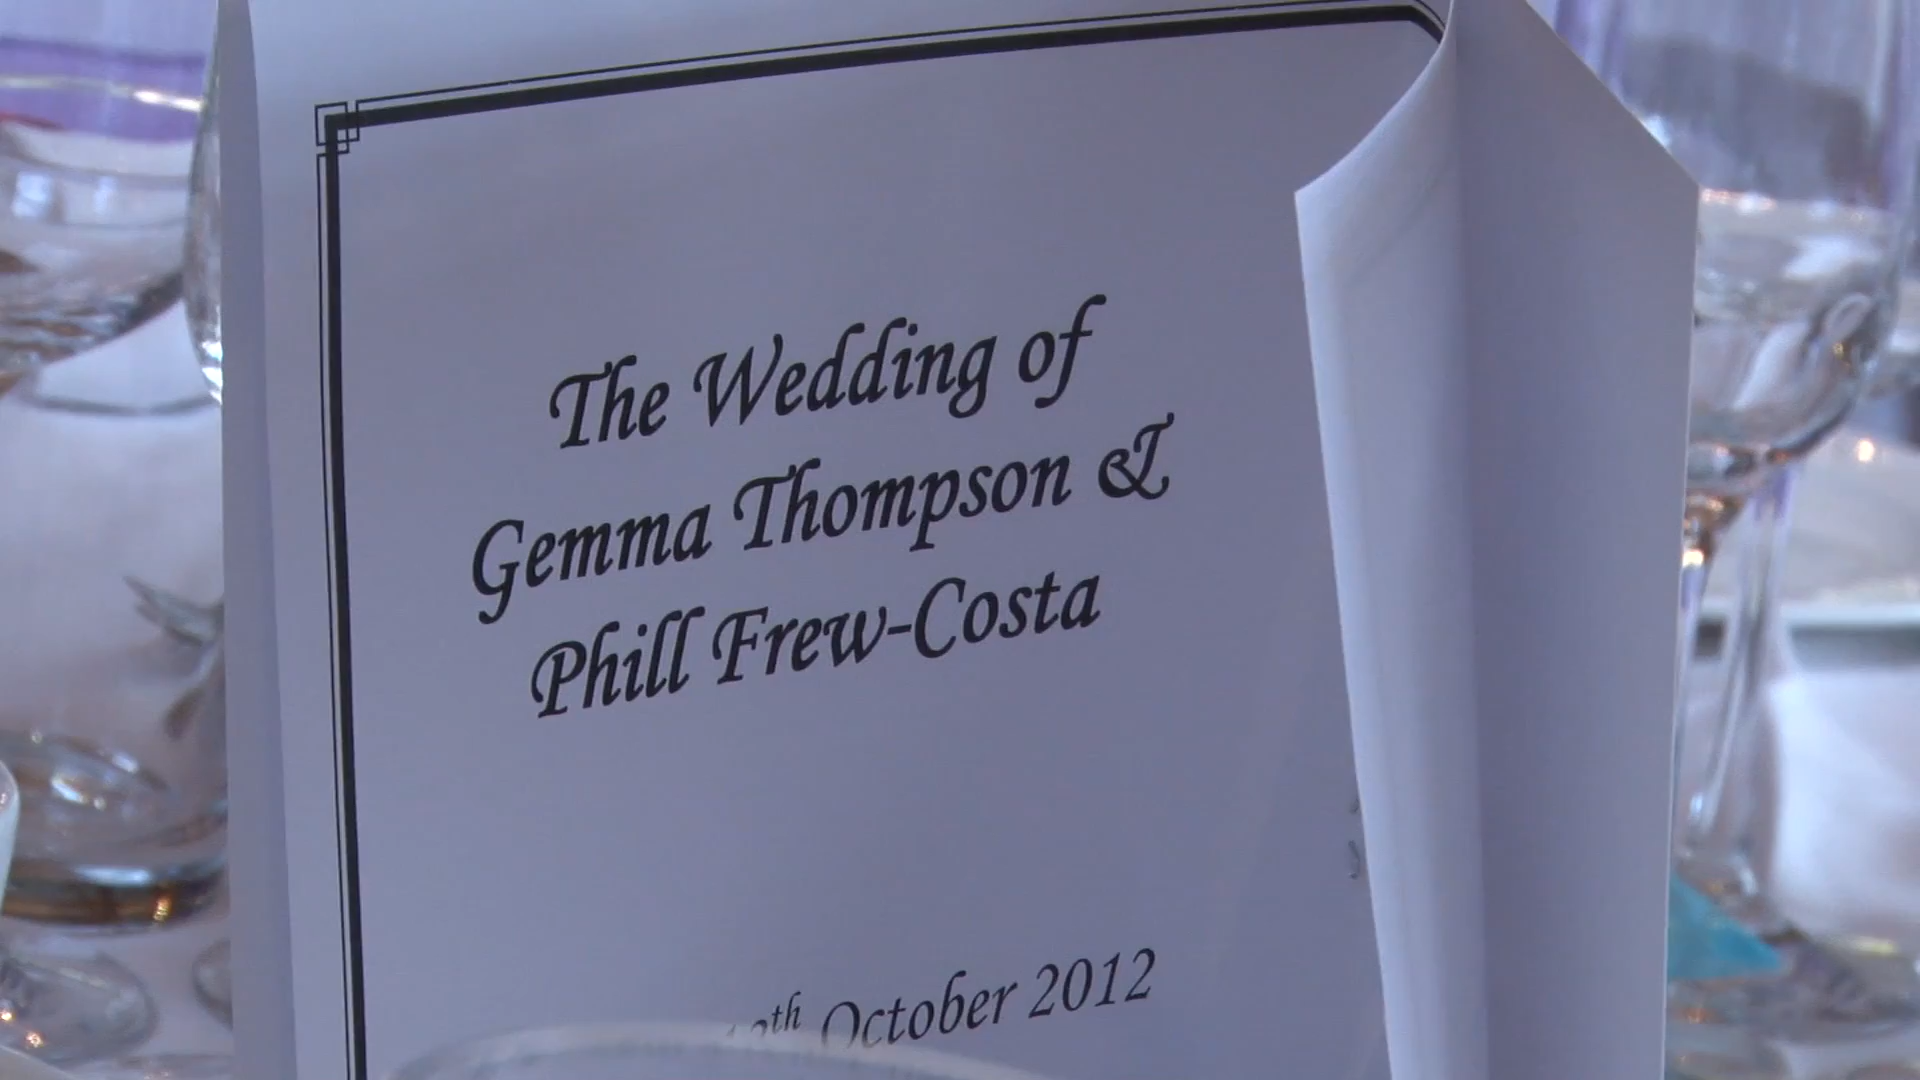 The Wedding of
Gemma Thompson &
Phill Frew-Costa
October 2012